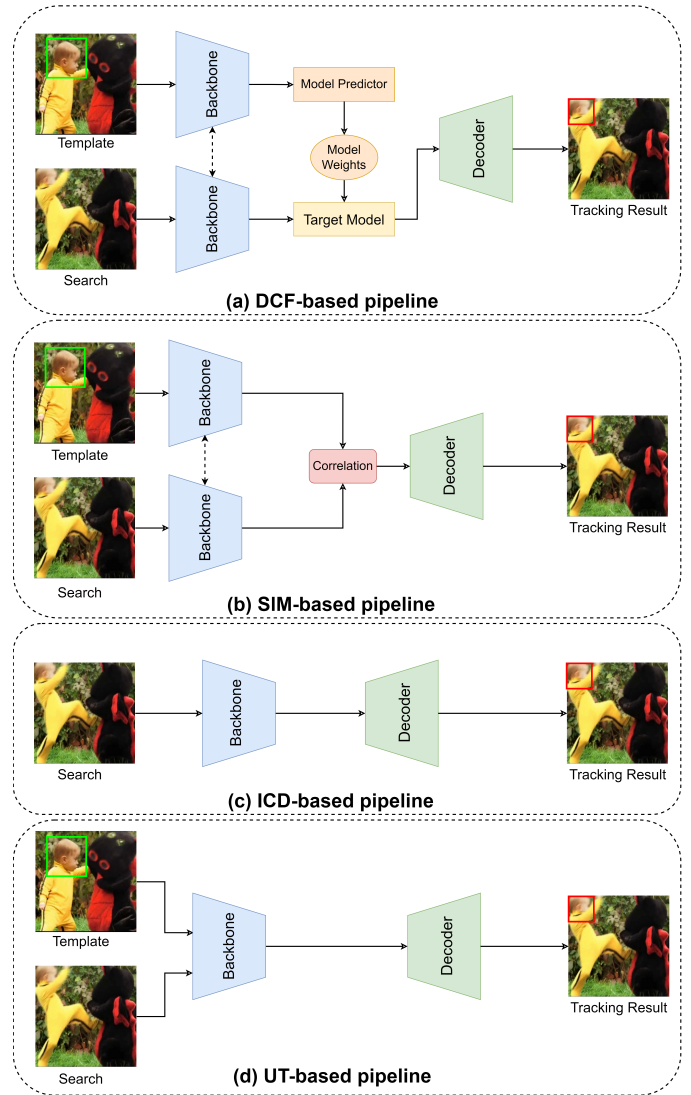 Template
Backbone
Model Predictor
Model
Weights
Search
Backbone
Target Model
Decoder
Tracking Result
(a) DCF-based pipeline
Template
Backbone
Search
Backbone
Correlation
Decoder
Tracking Result
(b) SIM-based pipeline
Search
Backbone
Decoder
Tracking Result
(c) ICD-based pipeline
Template
Search
Backbone
Decoder
Tracking Result
(d) UT-based pipeline